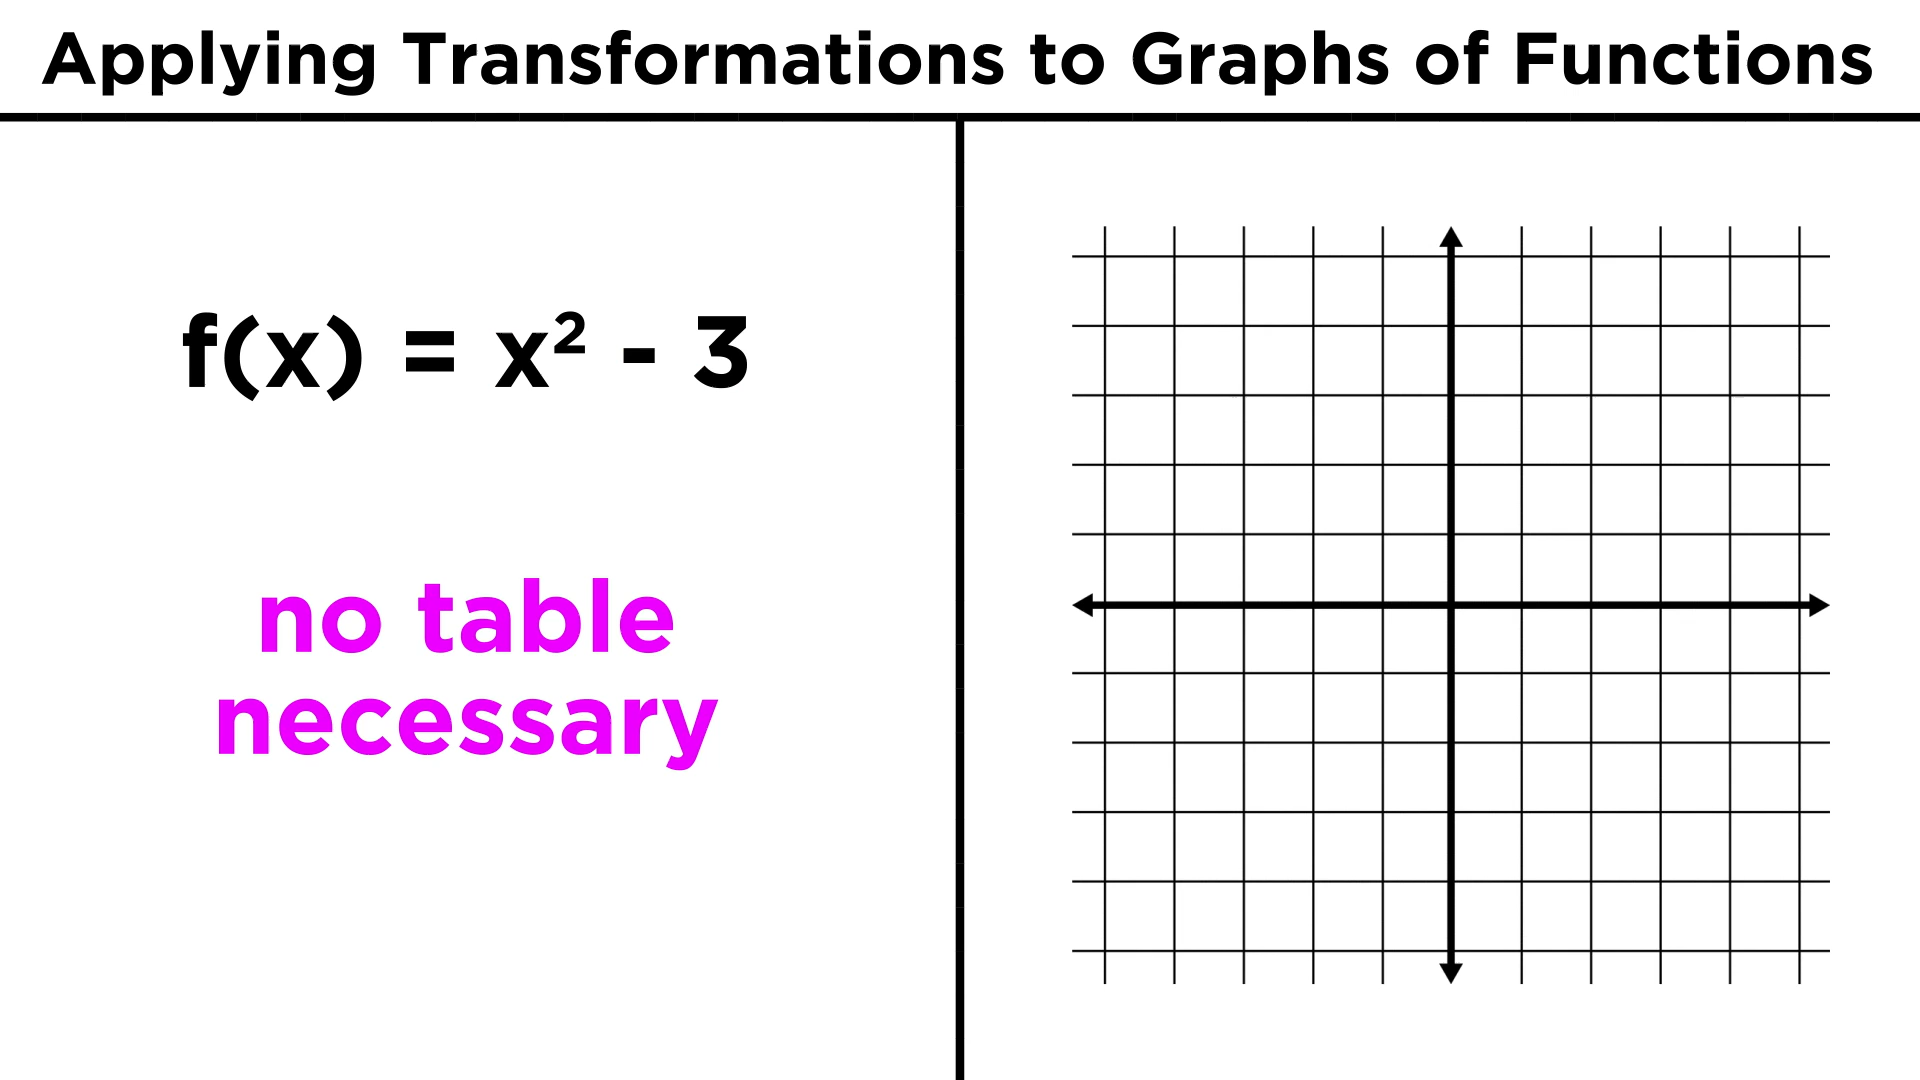 Applying Transformations to Graphs of Functions
f(x) = x² - 3
no table
necessary